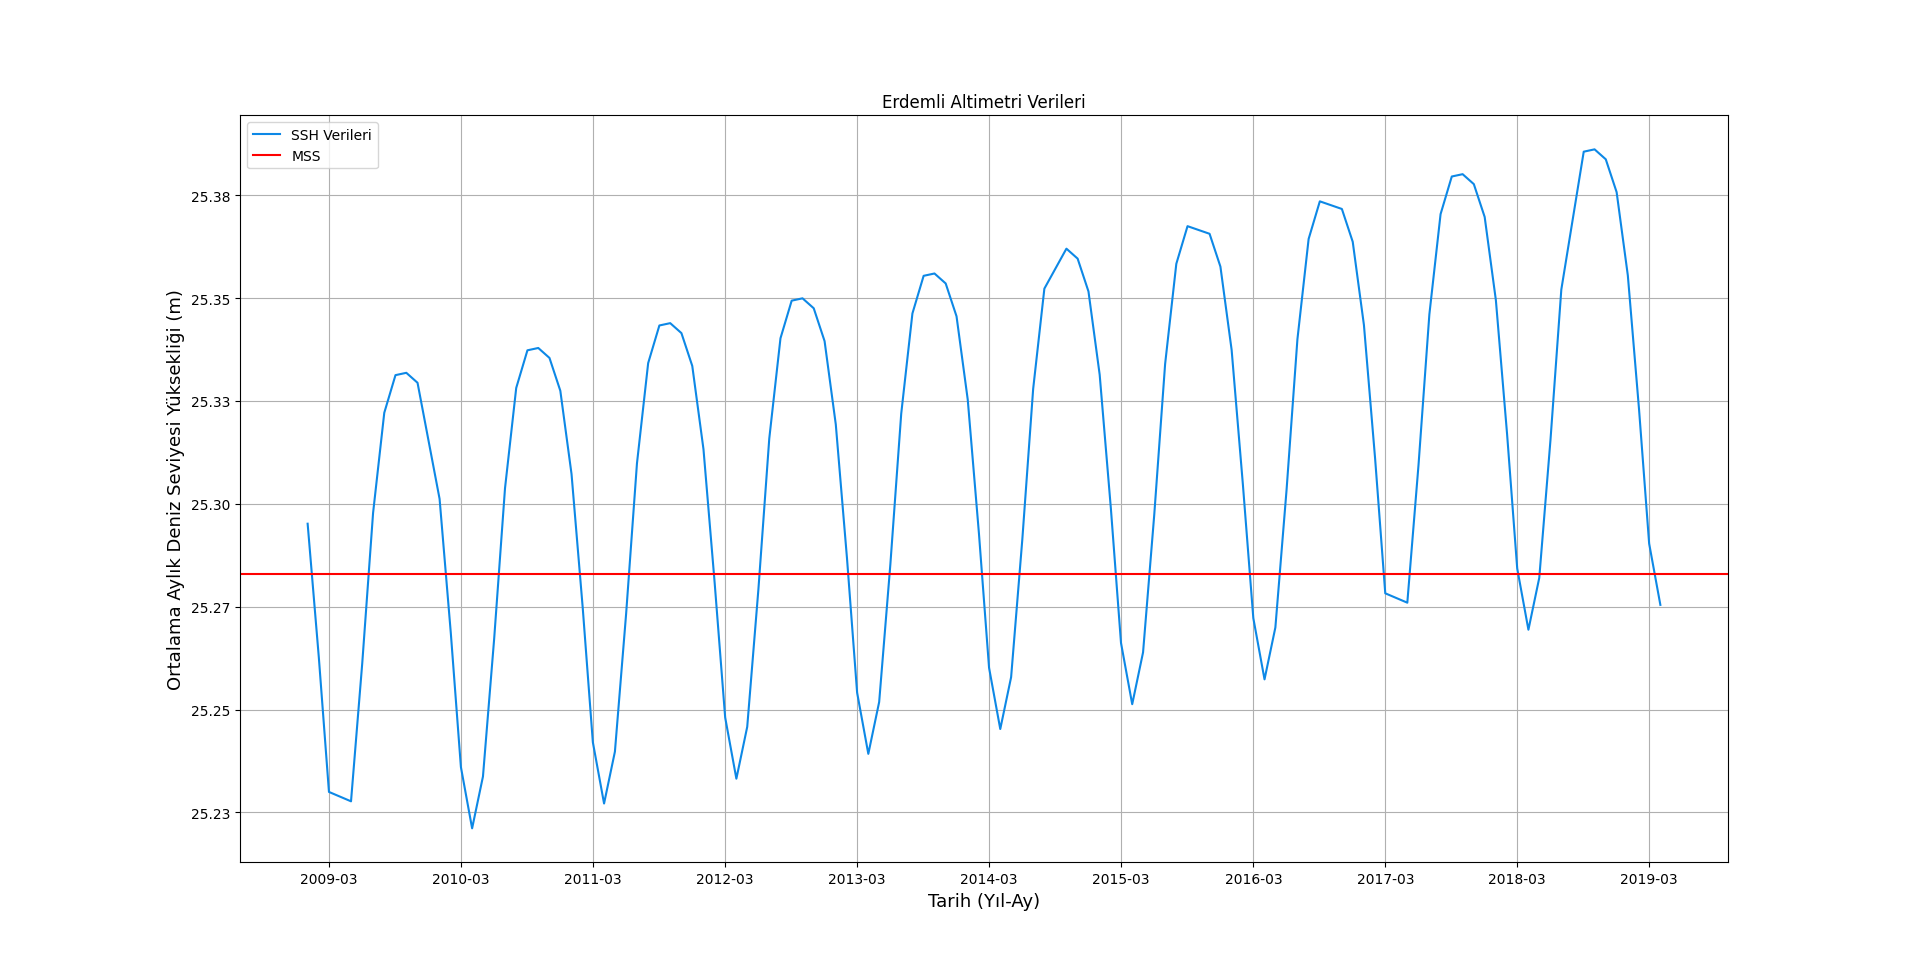 Erdemli Altimetri Verileri
SSH Verileri
MSS
Ortalama Aylık Deniz Seviyesi Yüksekliği (m)
25.38
25.35
25.33
25.30
25.27
25.25
25.23
2009-03 2010-03 2011-03 2012-03 2013-03 2014-03 2015-03 2016-03 2017-03 2018-03 2019-03
Tarih (Yıl-Ay)